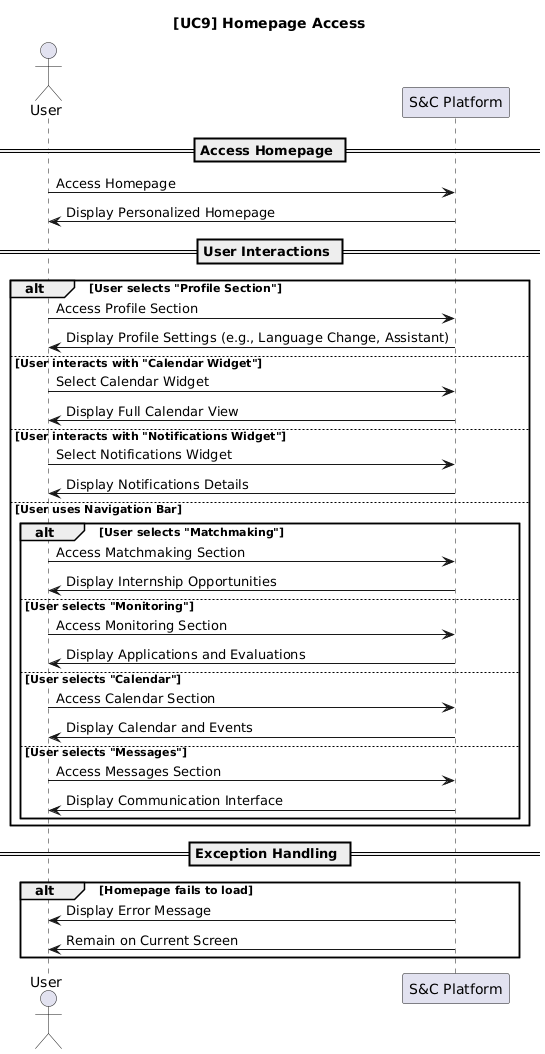 [UC9] Homepage Access
User
S&C Platform
Access Homepage
Access Homepage
Display Personalized Homepage
User Interactions
alt [User selects "Profile Section"]
Access Profile Section
Display Profile Settings (e.g., Language Change, Assistant)
[User interacts with "Calendar Widget"]
Select Calendar Widget
Display Full Calendar View
[User interacts with "Notifications Widget"]
Select Notifications Widget
Display Notifications Details
[User uses Navigation Bar]
alt [User selects "Matchmaking"]
Access Matchmaking Section
Display Internship Opportunities
[User selects "Monitoring"]
Access Monitoring Section
Display Applications and Evaluations
[User selects "Calendar"]
Access Calendar Section
Display Calendar and Events
[User selects "Messages"]
Access Messages Section
Display Communication Interface
Exception Handling
alt [Homepage fails to load]
Display Error Message
Remain on Current Screen
User
S&C Platform